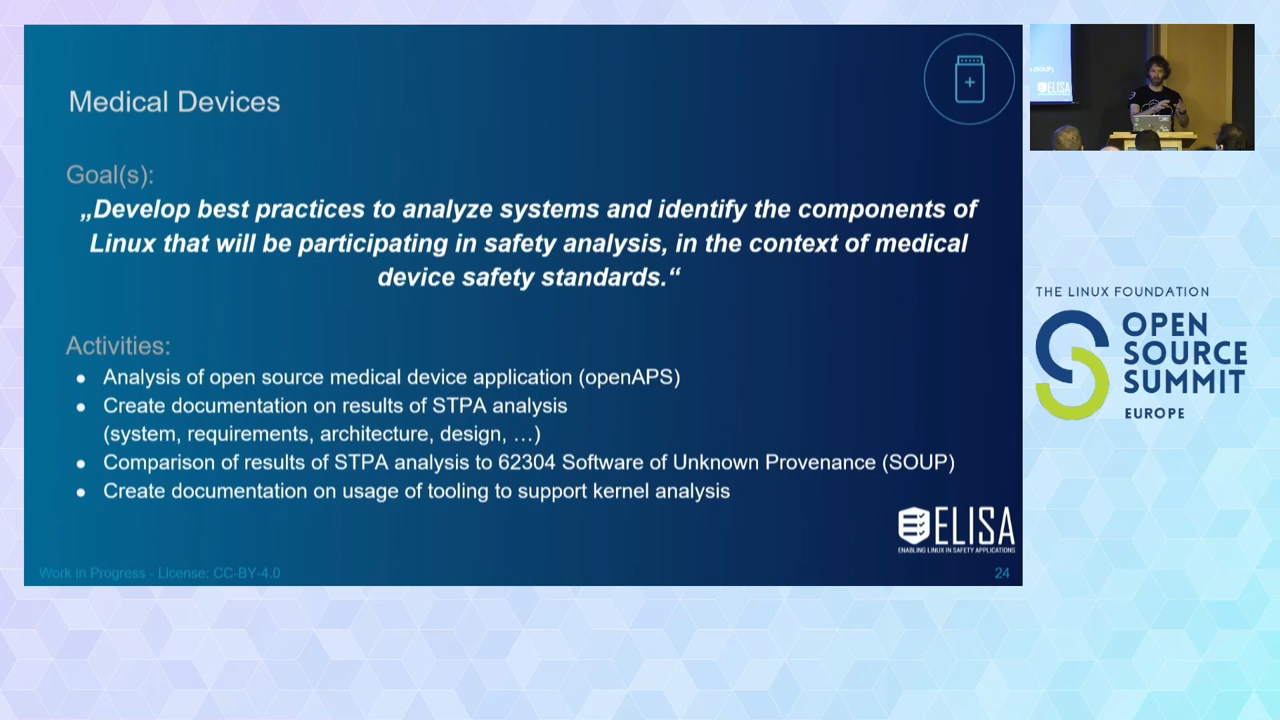 Medical Devices
Goal(s):
„Develop best practices to analyze systems and identify the components of
Linux that will be participating in safety analysis, in the context of medical
device safety standards.“
Activities:
● Analysis of open source medical device application (openAPS)
● Create documentation on results of STPA analysis
(system, requirements, architecture, design, …)
● Comparison of results of STPA analysis to 62304 Software of Unknown Provenance (SOUP)
● Create documentation on usage of tooling to support kernel analysis
ELISA
ENABLING LINUX IN SAFETY APPLICATIONS
Work in Progress - License: CC-BY-4.0
24
(SOUP)
ELISA
THE LINUX FOUNDATION
OPEN
SOURCE
SUMMIT
EUROPE